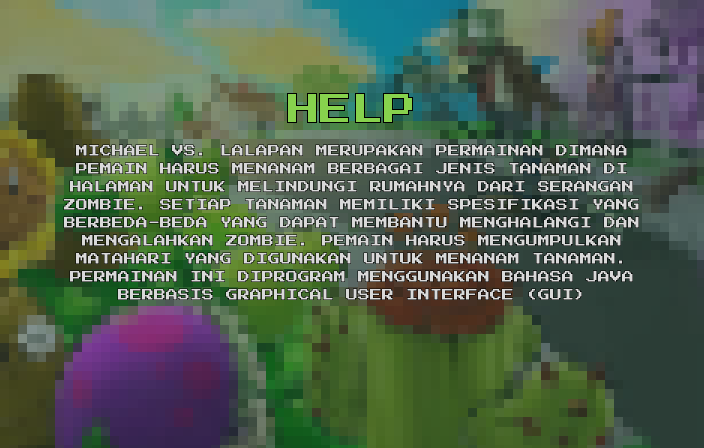 HELP
MICHAEL VS. LALAPAN MERUPAKAN PERMAINAN DIMANA
PEMAIN HARUS MENANAM BERBAGAI JENIS TANAMAN DI
HALAMAN UNTUK MELINDUNGI RUMAHNYA DARI SERANGAN
ZOMBIE. SETIAP TANAMAN MEMILIKI SPESIFIKASI YANG
BERBEDA-BEDA YANG DAPAT MEMBANTU MENGHALANGI DAN
MENGALAHKAN ZOMBIE. PEMAIN HARUS MENGUMPULKAN
MATAHARI YANG DIGUNAKAN UNTUK MENANAM TANAMAN.
PERMAINAN INI DIPROGRAM MENGGUNAKAN BAHASA JAVA
BERBASIS GRAPHICAL USER INTERFACE (GUI)